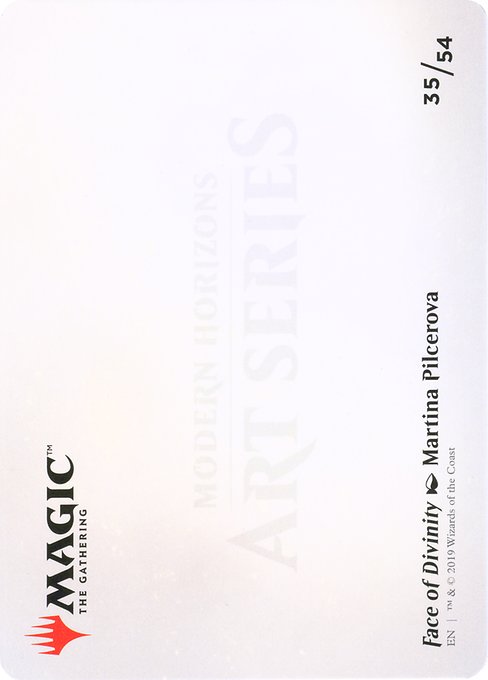 35/54
MODERN HORIZONS
ART SERIES
MAGIC™
THE GATHERING
Face of Divinity Martina Pilcerova
EN | ™ & © 2019 Wizards of the Coast